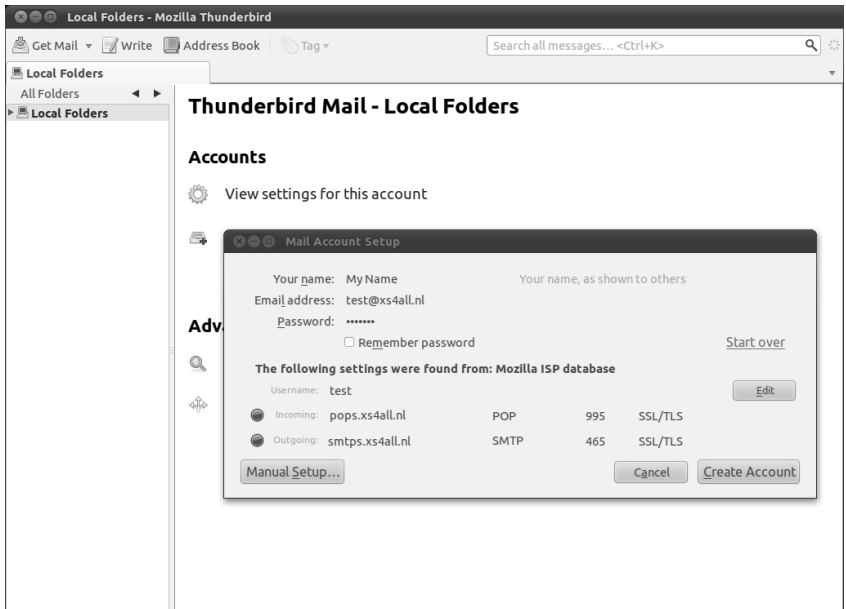 Local Folders - Mozilla Thunderbird
Get Mail Write Address Book Tag Search all messages... <Ctrl+K>
Local Folders
All Folders
Local Folders
Thunderbird Mail - Local Folders
Accounts
View settings for this account
Mail Account Setup
Your name: My Name Your name, as shown to others
Email address: test@xs4all.nl
Password: •••••••
Remember password
Start over
Adv
The following settings were found from: Mozilla ISP database
Username: test
Edit
Incoming: pops.xs4all.nl POP 995 SSL/TLS
Outgoing: smtps.xs4all.nl SMTP 465 SSL/TLS
Manual Setup... Cancel Create Account